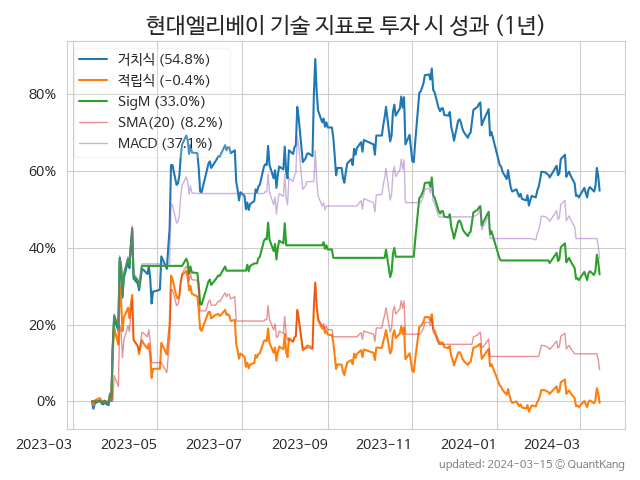 현대엘리베이 기술 지표로 투자 시 성과 (1년)
거치식 (54.8%)
적립식 (-0.4%)
SigM (33.0%)
SMA(20) (8.2%)
MACD (37.1%)
80%
60%
40%
20%
0%
2023-03 2023-05 2023-07 2023-09 2023-11 2024-01 2024-03
updated: 2024-03-15 © QuantKang